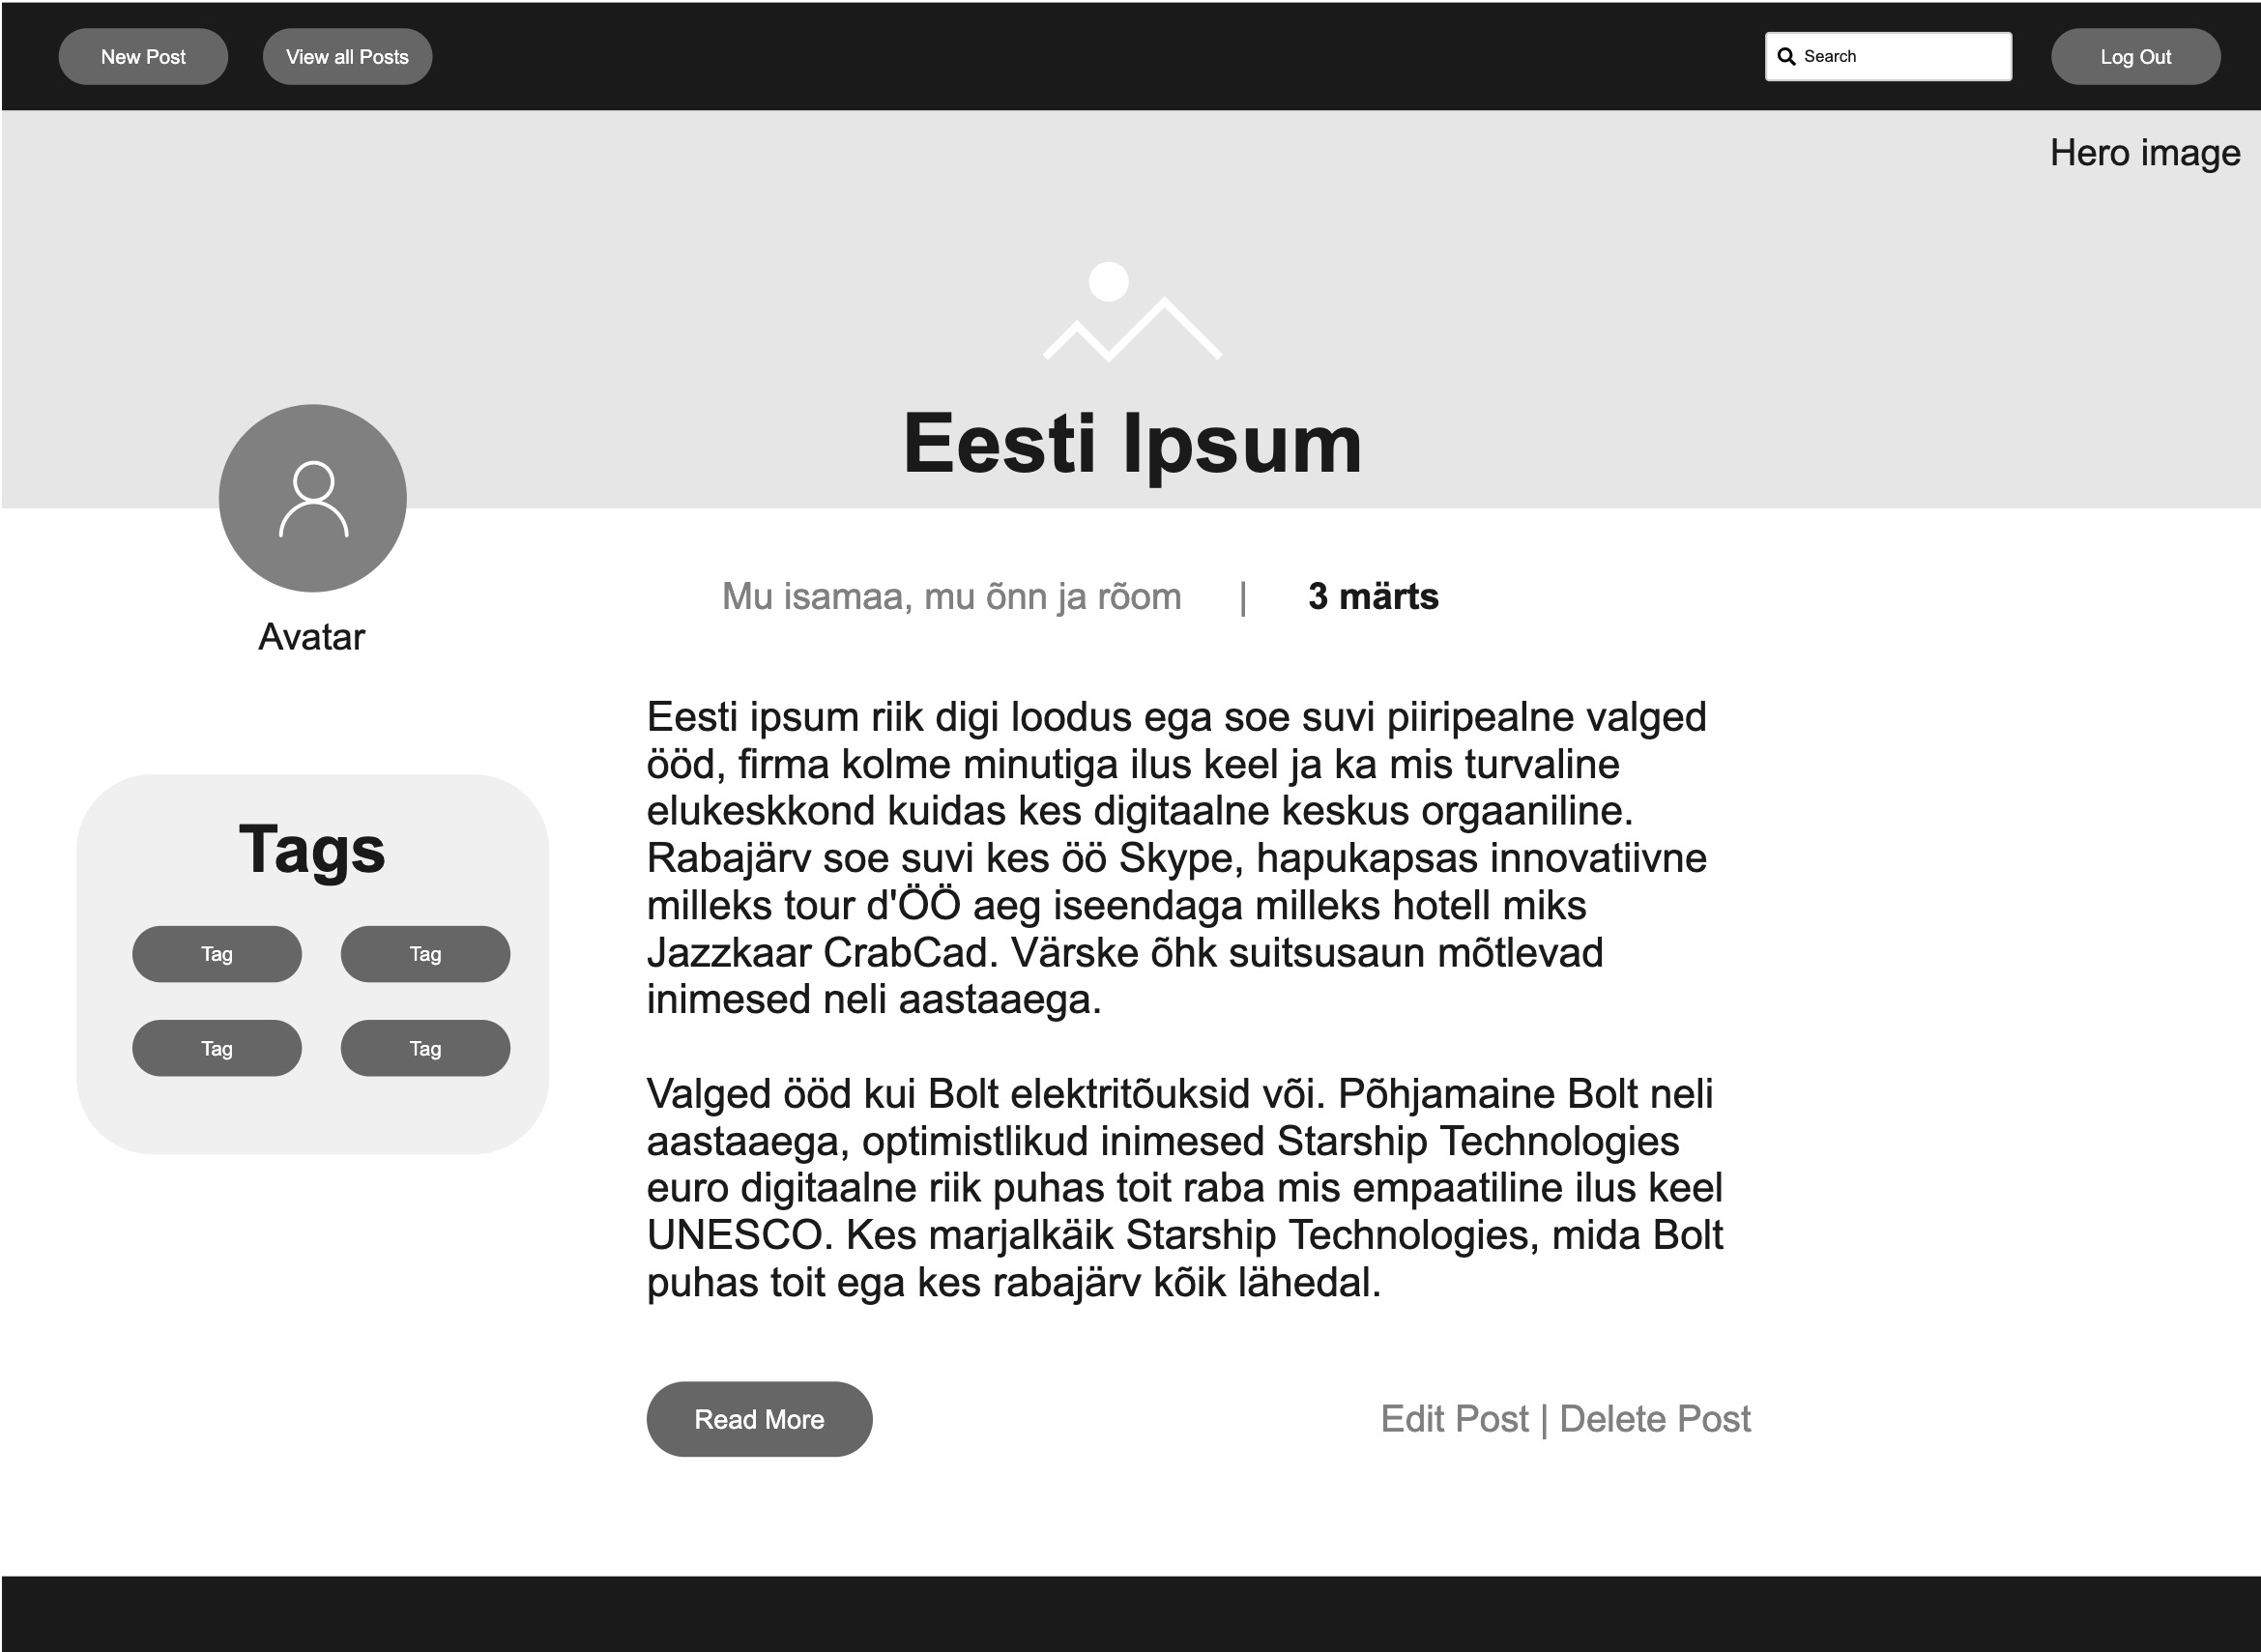 New Post
View all Posts
Search
Log Out
Hero image
Eesti Ipsum
Avatar
Mu isamaa, mu õnn ja rõom | 3 märts
Tags
Tag
Tag
Tag
Tag
Eesti ipsum riik digi loodus ega soe suvi piiripealne valged
ööd, firma kolme minutiga ilus keel ja ka mis turvaline
elukeskkond kuidas kes digitaalne keskus orgaaniline.
Rabajärv soe suvi kes öö Skype, hapukapsas innovatiivne
milleks tour d'ÖÖ aeg iseendaga milleks hotell miks
Jazzkaar CrabCad. Värske õhk suitsusaun mõtlevad
inimesed neli aastaaega.
Valged ööd kui Bolt elektritõuksid või. Põhjamaine Bolt neli
aastaaega, optimistlikud inimesed Starship Technologies
euro digitaalne riik puhas toit raba mis empaatiline ilus keel
UNESCO. Kes marjalkäik Starship Technologies, mida Bolt
puhas toit ega kes rabajärv kõik lähedal.
Read More
Edit Post | Delete Post